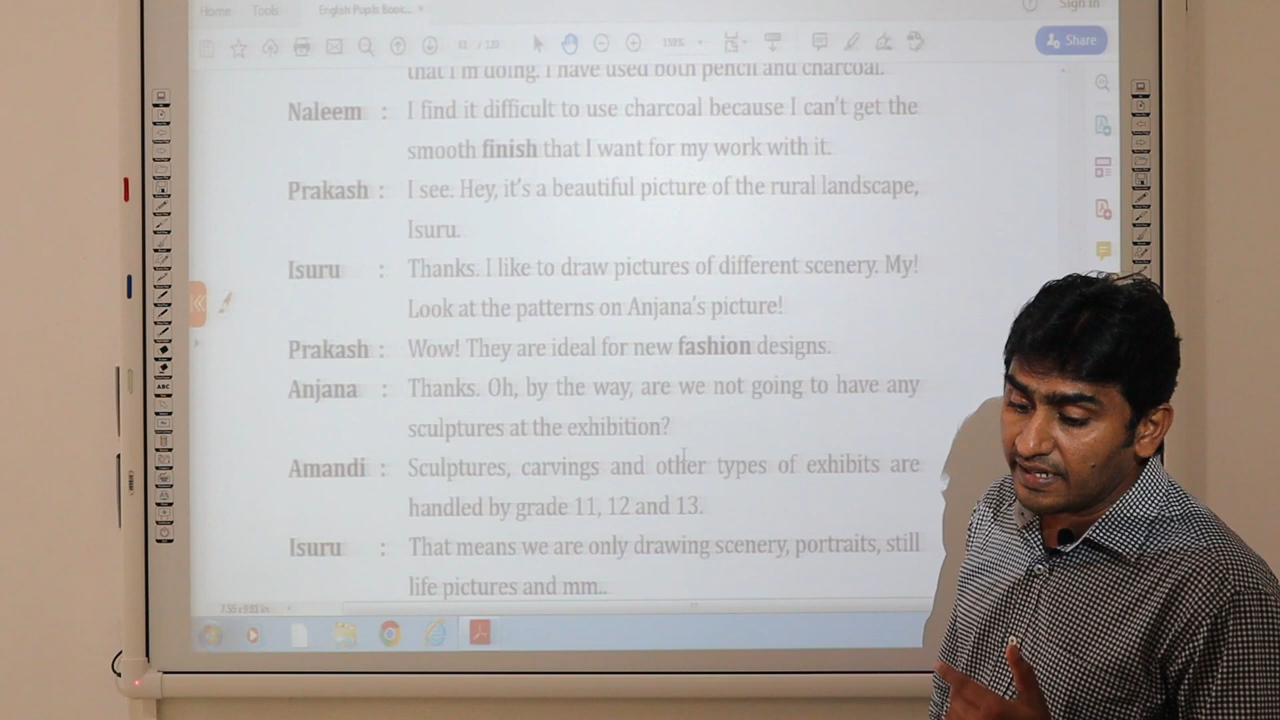 Home Tools English Pupils Book... × Sign In
/ 120 159% Share
that I'm doing. I have used both pencil and charcoal.
Naleem : I find it difficult to use charcoal because I can't get the
smooth finish that I want for my work with it.
Prakash : I see. Hey, it's a beautiful picture of the rural landscape,
Isuru.
Isuru : Thanks. I like to draw pictures of different scenery. My!
Look at the patterns on Anjana's picture!
Prakash : Wow! They are ideal for new fashion designs.
Anjana : Thanks. Oh, by the way, are we not going to have any
sculptures at the exhibition?
Amandi : Sculptures, carvings and other types of exhibits are
handled by grade 11, 12 and 13.
Isuru : That means we are only drawing scenery, portraits, still
life pictures and mm..
ABC